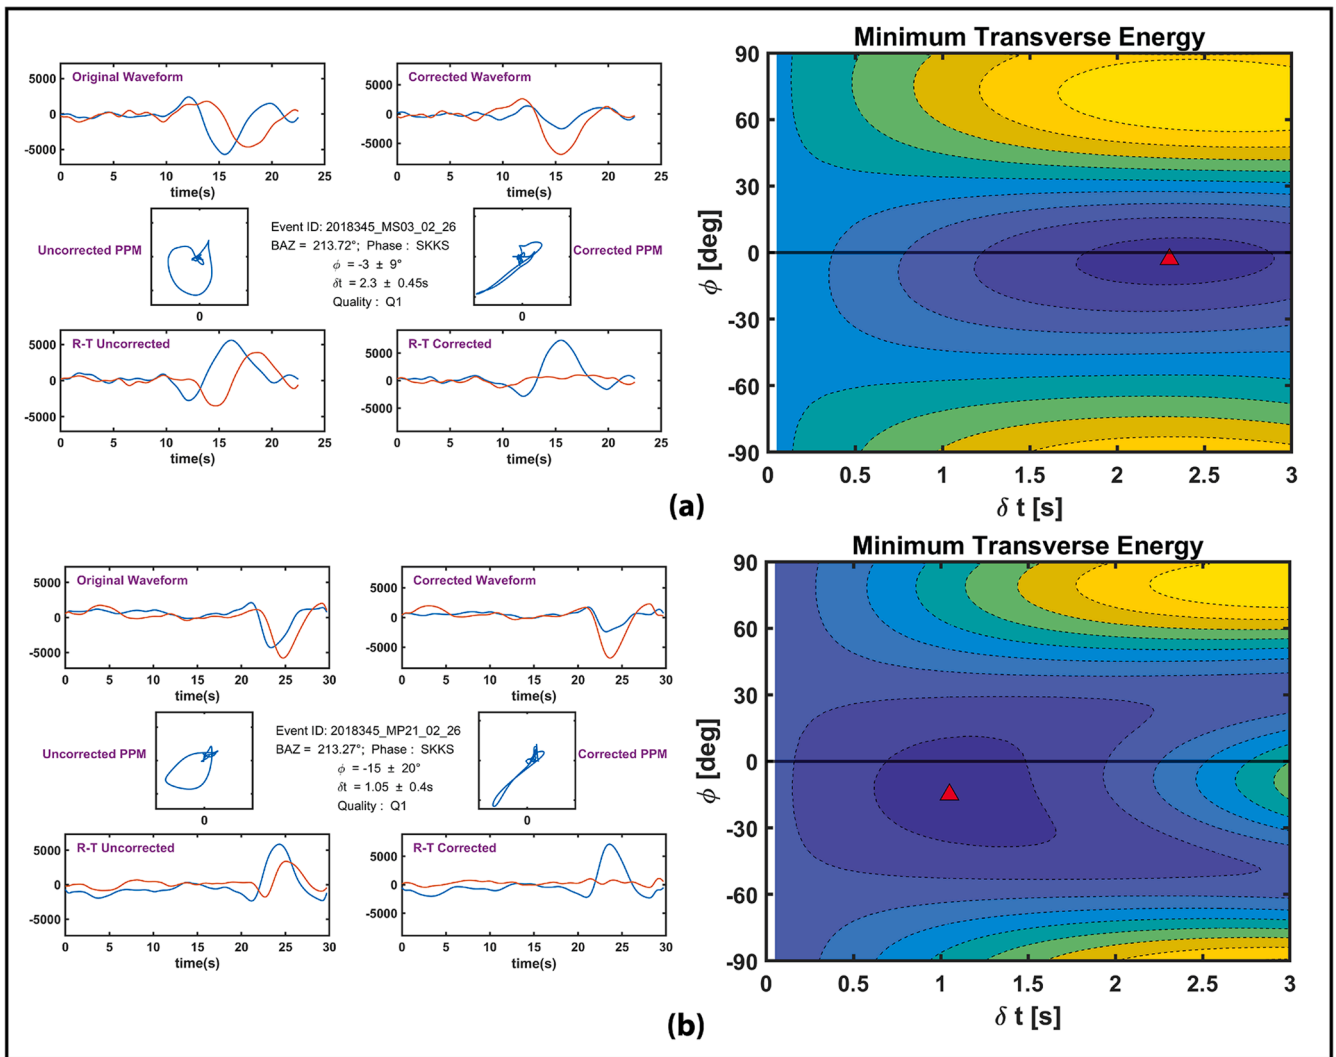 Minimum Transverse Energy
Original Waveform
5000
0
-5000
0 5 10 15 20 25
time(s)
Corrected Waveform
5000
0
-5000
0 5 10 15 20 25
time(s)
Uncorrected PPM
0
Event ID: 2018345_MS03_02_26
BAZ = 213.72°; Phase : SKKS
ϕ = -3 ± 9°
δt = 2.3 ± 0.45s
Quality : Q1
Corrected PPM
0
R-T Uncorrected
5000
0
-5000
0 5 10 15 20 25
time(s)
R-T Corrected
5000
0
-5000
0 5 10 15 20 25
time(s)
90
60
30
0
-30
-60
-90
ϕ [deg]
0 0.5 1 1.5 2 2.5 3
δ t [s]
(a)
Minimum Transverse Energy
Original Waveform
5000
0
-5000
0 5 10 15 20 25 30
time(s)
Corrected Waveform
5000
0
-5000
0 5 10 15 20 25 30
time(s)
Uncorrected PPM
0
Event ID: 2018345_MP21_02_26
BAZ = 213.27°; Phase : SKKS
ϕ = -15 ± 20°
δt = 1.05 ± 0.4s
Quality : Q1
Corrected PPM
0
R-T Uncorrected
5000
0
-5000
0 5 10 15 20 25 30
time(s)
R-T Corrected
5000
0
-5000
0 5 10 15 20 25 30
time(s)
90
60
30
0
-30
-60
-90
ϕ [deg]
0 0.5 1 1.5 2 2.5 3
δ t [s]
(b)